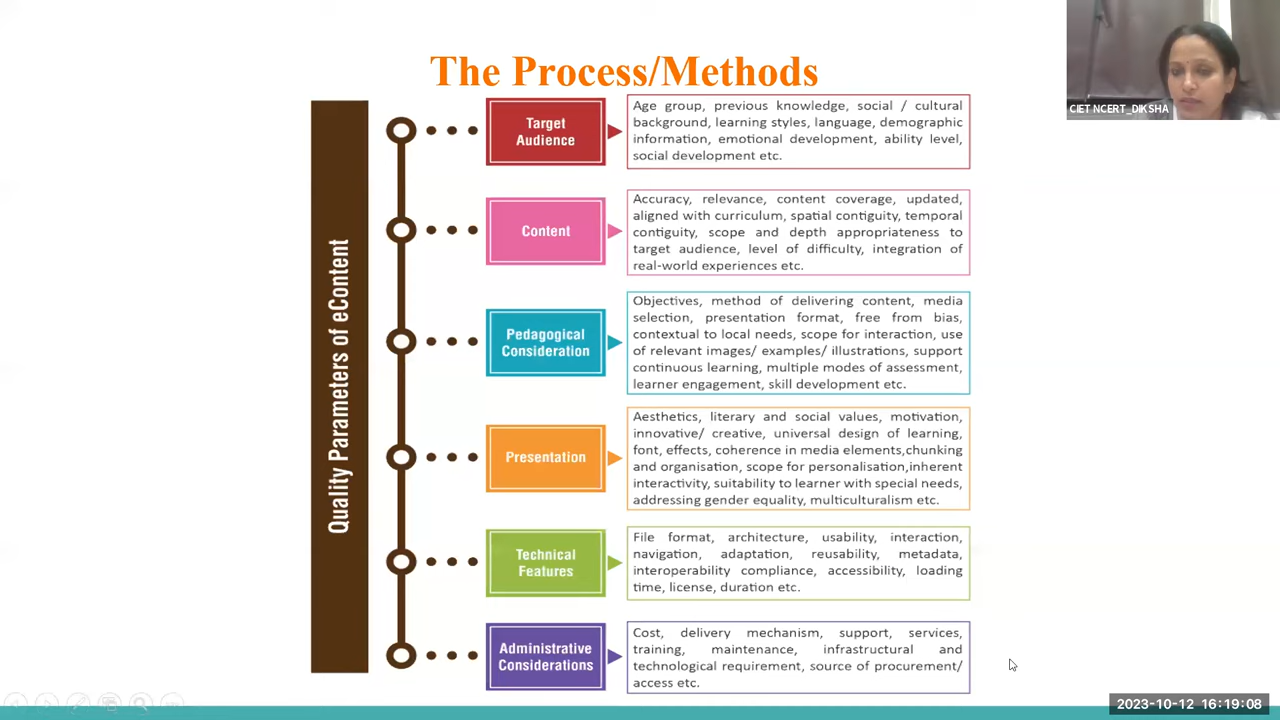 The Process/Methods
CIET NCERT_DIKSHA
Quality Parameters of eContent
Target
Audience
Age group, previous knowledge, social / cultural
background, learning styles, language, demographic
information, emotional development, ability level,
social development etc.
Content
Accuracy, relevance, content coverage, updated,
aligned with curriculum, spatial contiguity, temporal
contiguity, scope and depth appropriateness to
target audience, level of difficulty, integration of
real-world experiences etc.
Pedagogical
Consideration
Objectives, method of delivering content, media
selection, presentation format, free from bias,
contextual to local needs, scope for interaction, use
of relevant images/ examples/ illustrations, support
continuous learning, multiple modes of assessment,
learner engagement, skill development etc.
Presentation
Aesthetics, literary and social values, motivation,
innovative/ creative, universal design of learning,
font, effects, coherence in media elements,chunking
and organisation, scope for personalisation,inherent
interactivity, suitability to learner with special needs,
addressing gender equality, multiculturalism etc.
Technical
Features
File format, architecture, usability, interaction,
navigation, adaptation, reusability, metadata,
interoperability compliance, accessibility, loading
time, license, duration etc.
Administrative
Considerations
Cost, delivery mechanism, support, services,
training, maintenance, infrastructural and
technological requirement, source of procurement/
access etc.
2023-10-12 16:19:08